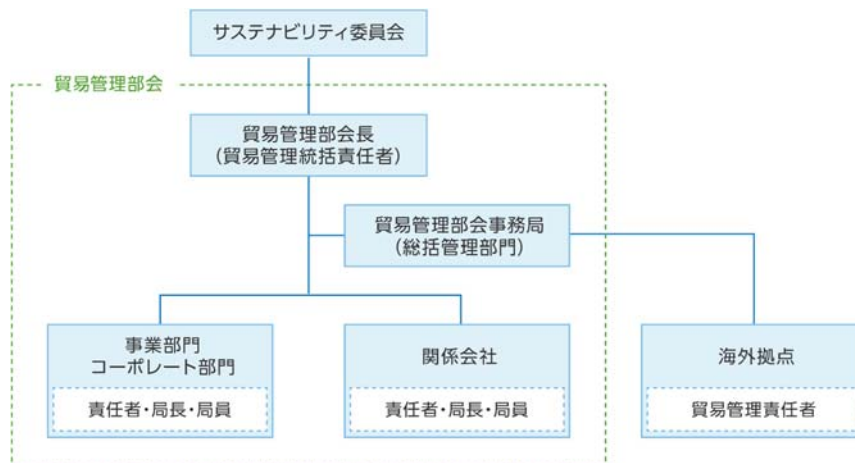 サステナビリティ委員会
貿易管理部会
貿易管理部会長
（貿易管理統括責任者）
貿易管理部会事務局
（総括管理部門）
事業部門
コーポレート部門
責任者・局長・局員
関係会社
責任者・局長・局員
海外拠点
貿易管理責任者